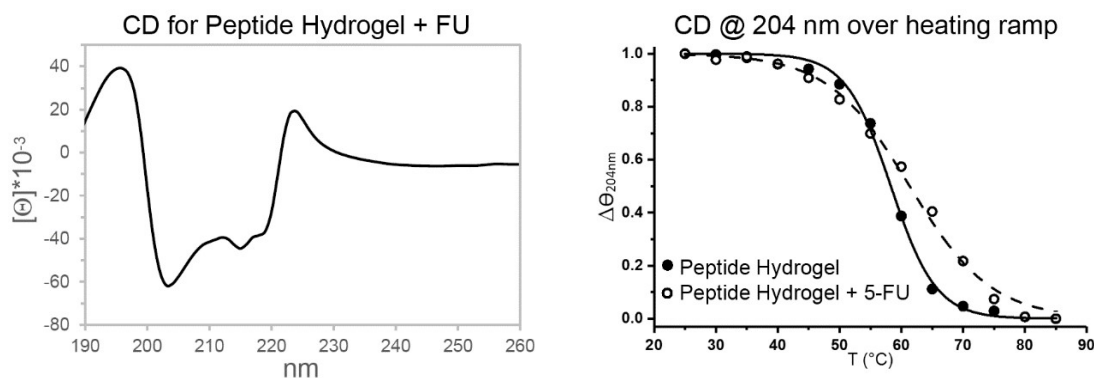 CD for Peptide Hydrogel + FU
[Θ]*10⁻³
40
20
0
-20
-40
-60
-80
190 200 210 220 230 240 250 260
nm
CD @ 204 nm over heating ramp
ΔΘ204nm
1.0
0.8
0.6
0.4
0.2
0.0
Peptide Hydrogel
Peptide Hydrogel + 5-FU
20 30 40 50 60 70 80 90
T (°C)